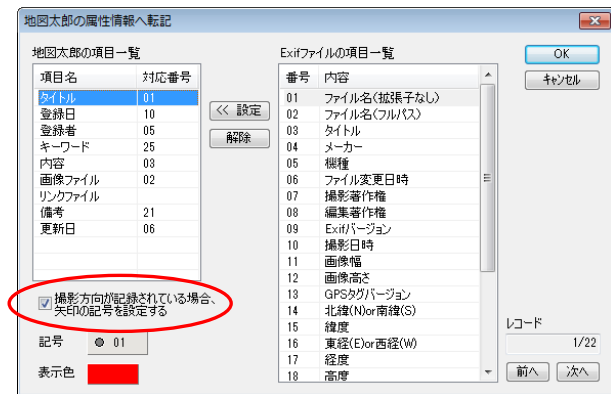 地図太郎の属性情報へ転記
地図太郎の項目一覧
項目名 対応番号
タイトル 01
登録日 10
登録者 05
キーワード 25
内容 03
画像ファイル 02
リンクファイル
備考 21
更新日 06
<< 設定
解除
撮影方向が記録されている場合、
矢印の記号を設定する
記号 01
表示色
Exifファイルの項目一覧
番号 内容
01 ファイル名(拡張子なし)
02 ファイル名(フルパス)
03 タイトル
04 メーカー
05 機種
06 ファイル変更日時
07 撮影著作権
08 編集著作権
09 Exifバージョン
10 撮影日時
11 画像幅
12 画像高さ
13 GPSタグバージョン
14 北緯(N)or南緯(S)
15 緯度
16 東経(E)or西経(W)
17 経度
18 高度
OK
キャンセル
レコード
1/22
前へ 次へ